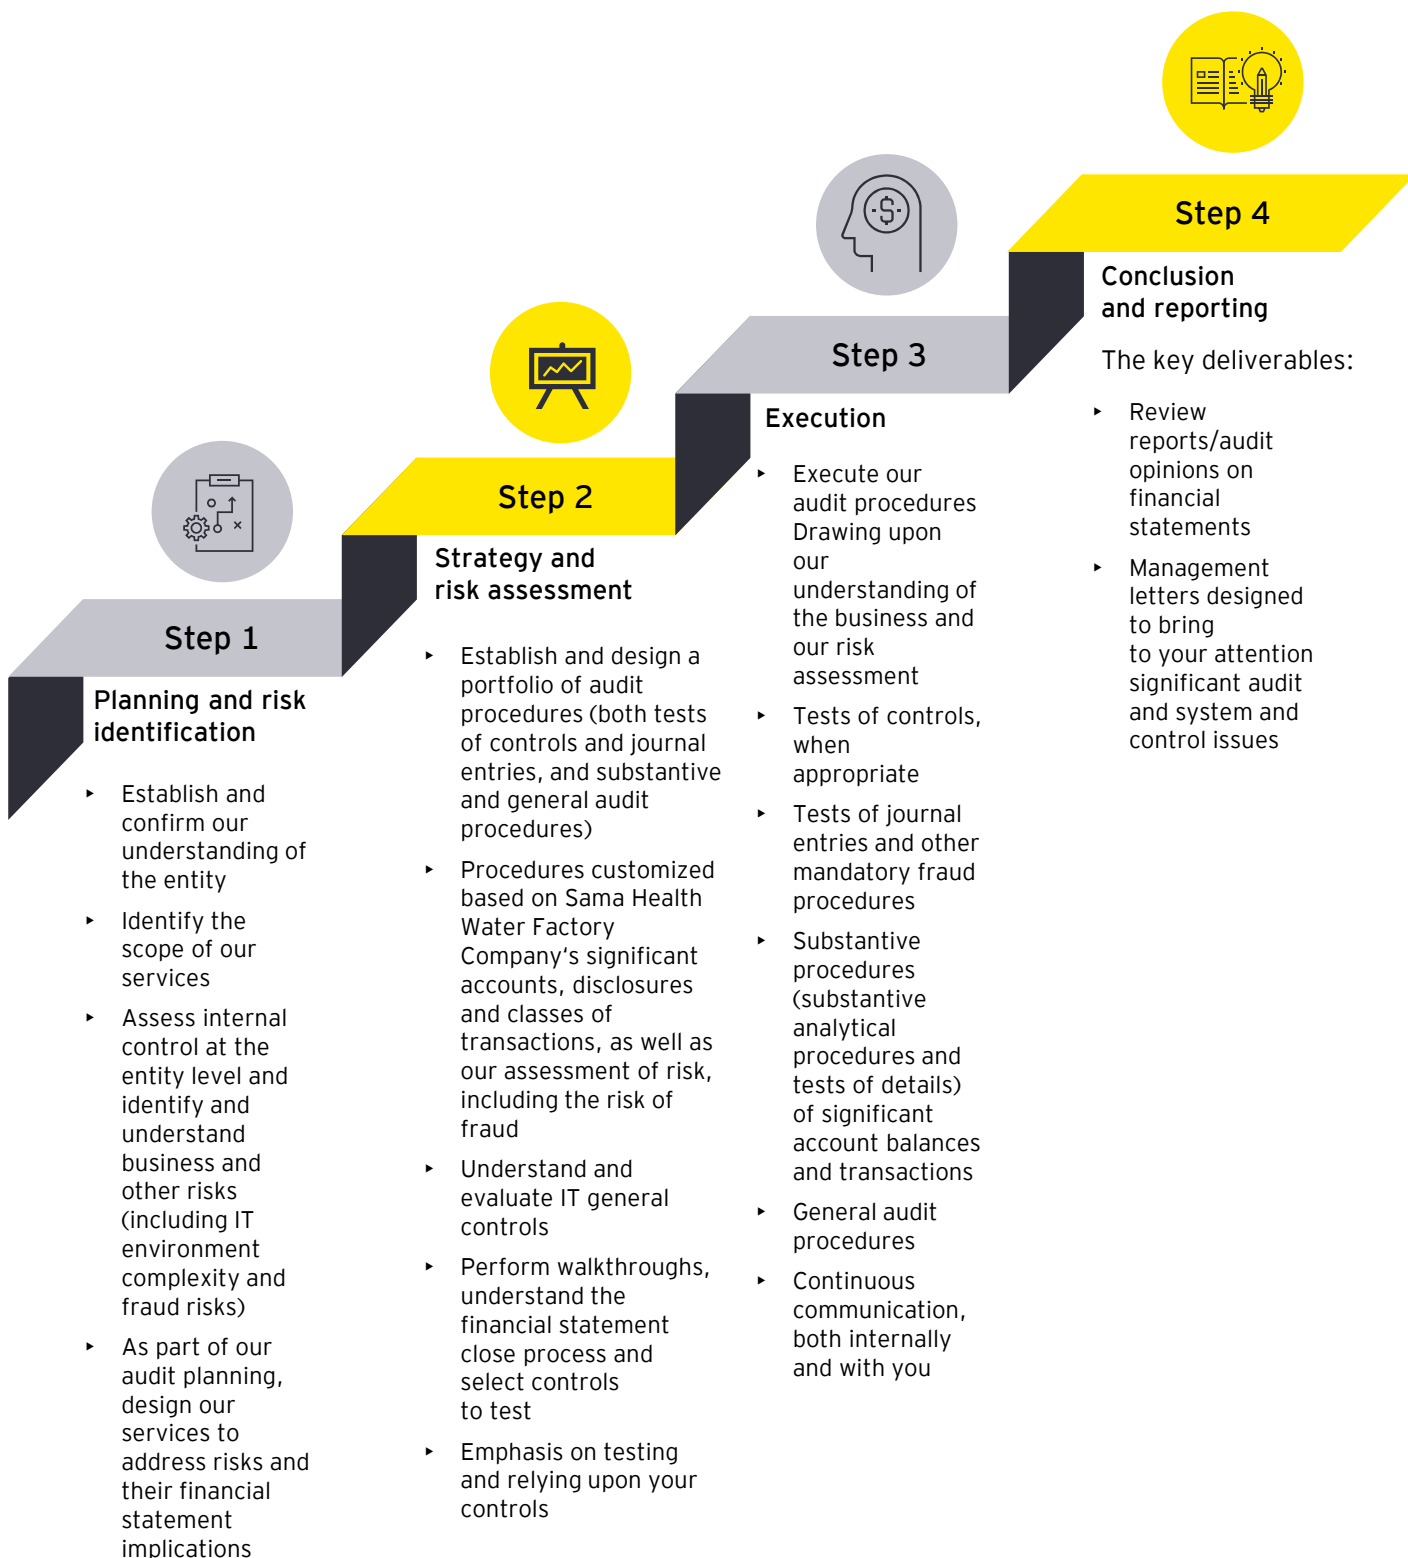 Step 1
Planning and risk
identification
‣ Establish and
confirm our
understanding of
the entity
‣ Identify the
scope of our
services
‣ Assess internal
control at the
entity level and
identify and
understand
business and
other risks
(including IT
environment
complexity and
fraud risks)
‣ As part of our
audit planning,
design our
services to
address risks and
their financial
statement
implications
Step 2
Strategy and
risk assessment
‣ Establish and design a
portfolio of audit
procedures (both tests
of controls and journal
entries, and substantive
and general audit
procedures)
‣ Procedures customized
based on Sama Health
Water Factory
Company‘s significant
accounts, disclosures
and classes of
transactions, as well as
our assessment of risk,
including the risk of
fraud
‣ Understand and
evaluate IT general
controls
‣ Perform walkthroughs,
understand the
financial statement
close process and
select controls
to test
‣ Emphasis on testing
and relying upon your
controls
Step 3
Execution
‣ Execute our
audit procedures
Drawing upon
our
understanding of
the business and
our risk
assessment
‣ Tests of controls,
when
appropriate
‣ Tests of journal
entries and other
mandatory fraud
procedures
‣ Substantive
procedures
(substantive
analytical
procedures and
tests of details)
of significant
account balances
and transactions
‣ General audit
procedures
‣ Continuous
communication,
both internally
and with you
Step 4
Conclusion
and reporting
The key deliverables:
‣ Review
reports/audit
opinions on
financial
statements
‣ Management
letters designed
to bring
to your attention
significant audit
and system and
control issues